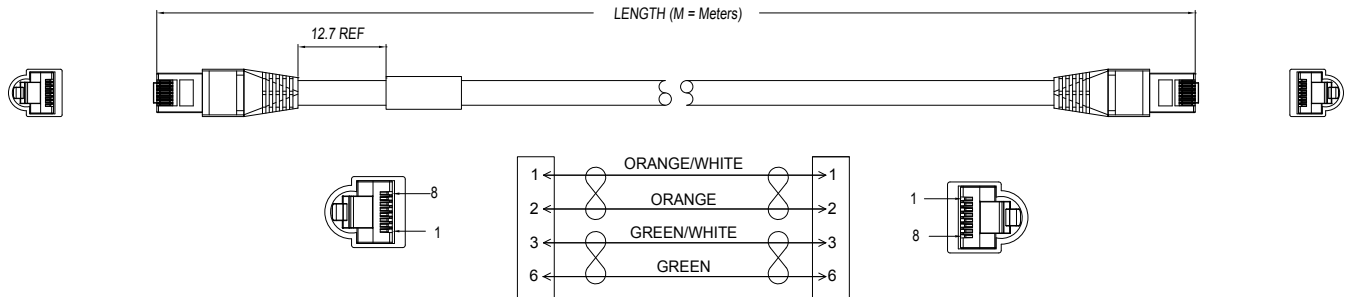 LENGTH (M = Meters)
12.7 REF
8
1
1 ORANGE/WHITE 1
2 ORANGE 2
3 GREEN/WHITE 3
6 GREEN 6
1
8